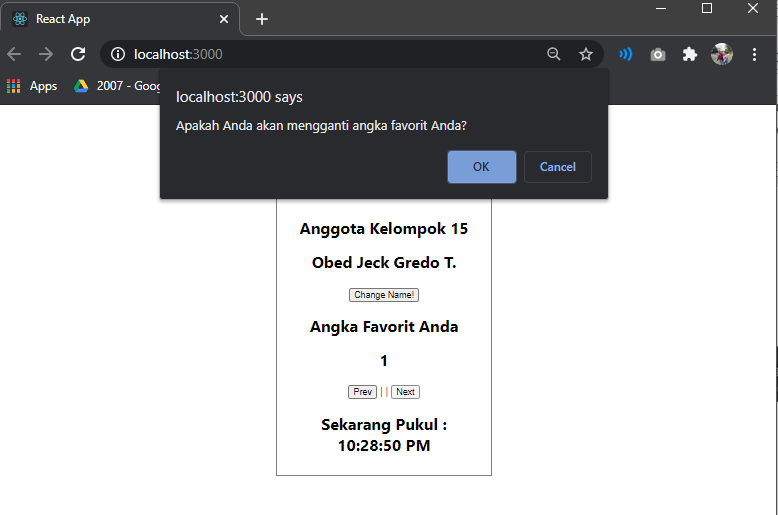 React App
localhost:3000
Apps
2007 - Goog
localhost:3000 says
Apakah Anda akan mengganti angka favorit Anda?
OK Cancel
Anggota Kelompok 15
Obed Jeck Gredo T.
Change Name!
Angka Favorit Anda
1
Prev | | Next
Sekarang Pukul :
10:28:50 PM